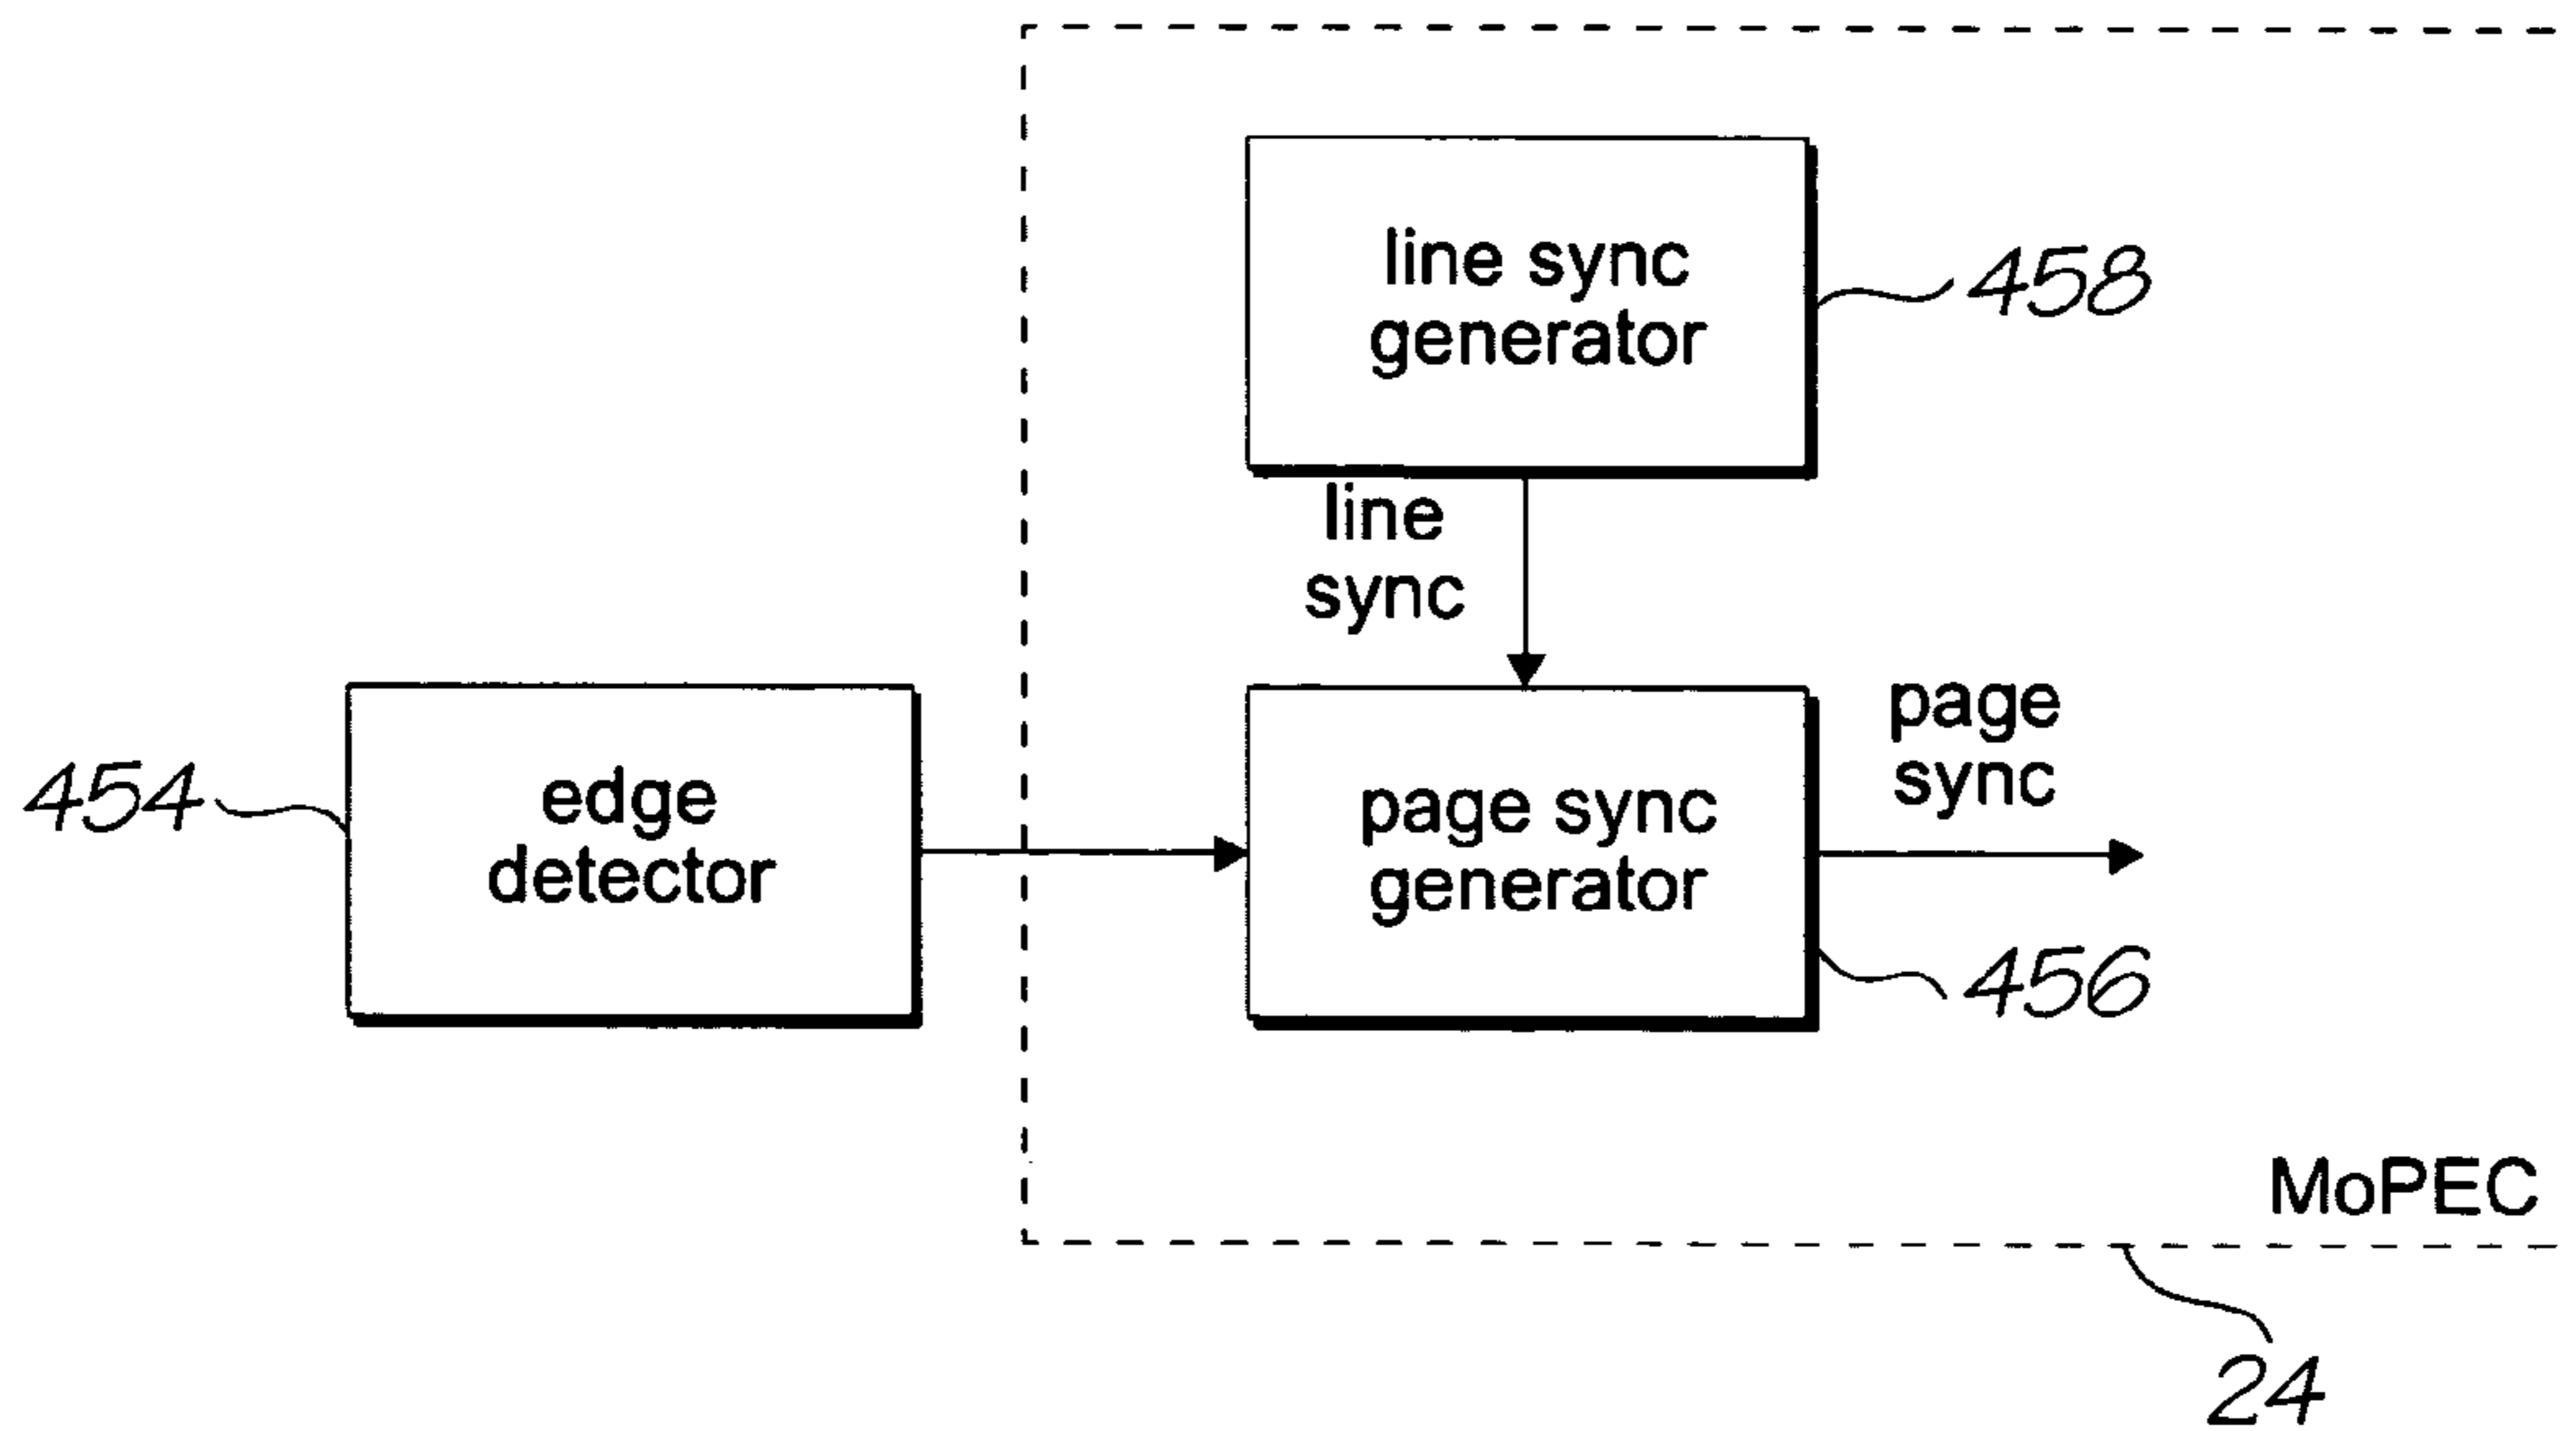 line sync
generator
458
line
sync
page
sync
454
edge
detector
page sync
generator
456
MoPEC
24